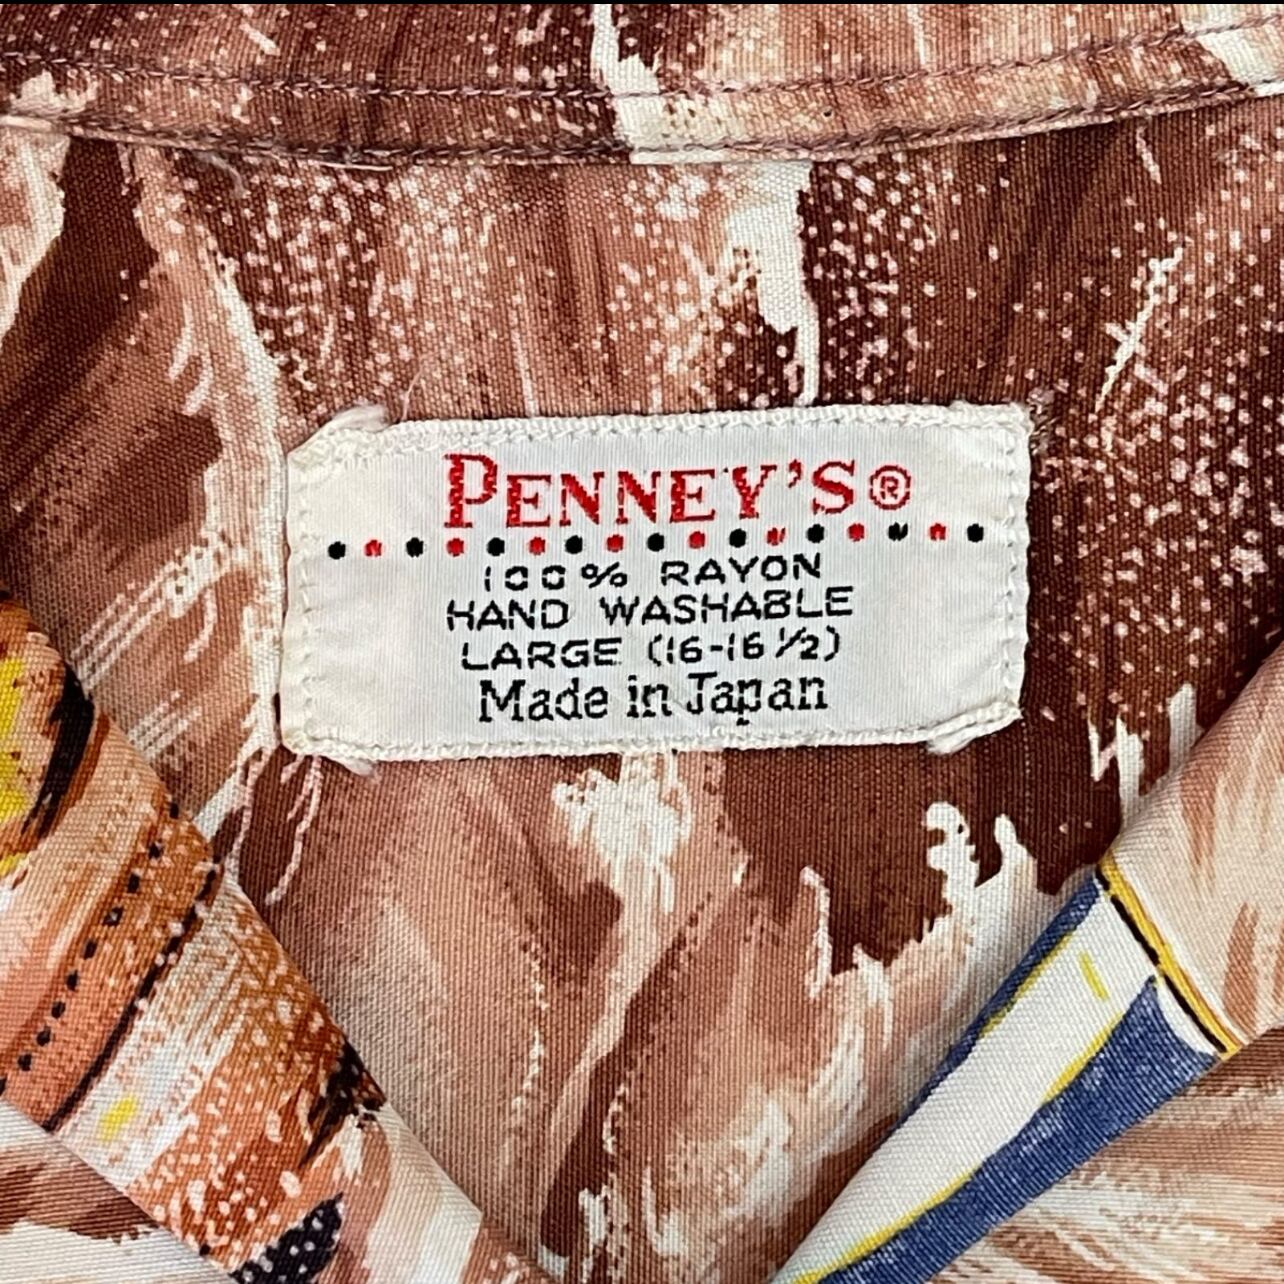 PENNEY'S®
100% RAYON
HAND WASHABLE
LARGE (16-16 1/2)
Made in Japan